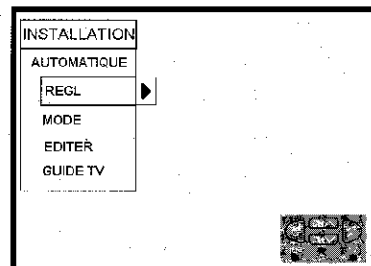 INSTALLATION
AUTOMATIQUE
REGL
MODE
EDITER
GUIDE TV